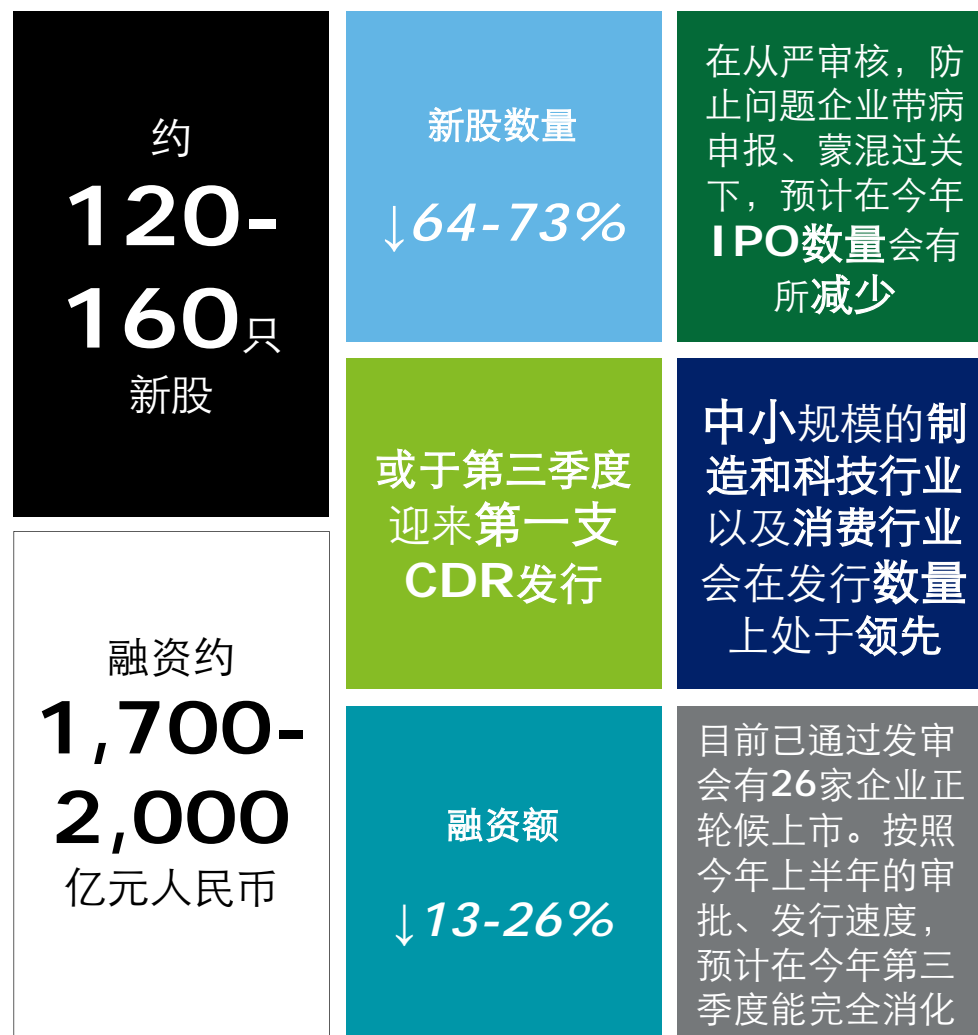 约
120-
160只
新股
融资约
1,700-
2,000
亿元人民币
新股数量
↓64-73%
或于第三季度
迎来第一支
CDR发行
融资额
↓13-26%
在从严审核，防
止问题企业带病
申报、蒙混过关
下，预计在今年
IPO数量会有
所减少
中小规模的制
造和科技行业
以及消费行业
会在发行数量
上处于领先
目前已通过发审
会有26家企业正
轮候上市。按照
今年上半年的审
批、发行速度，
预计在今年第三
季度能完全消化